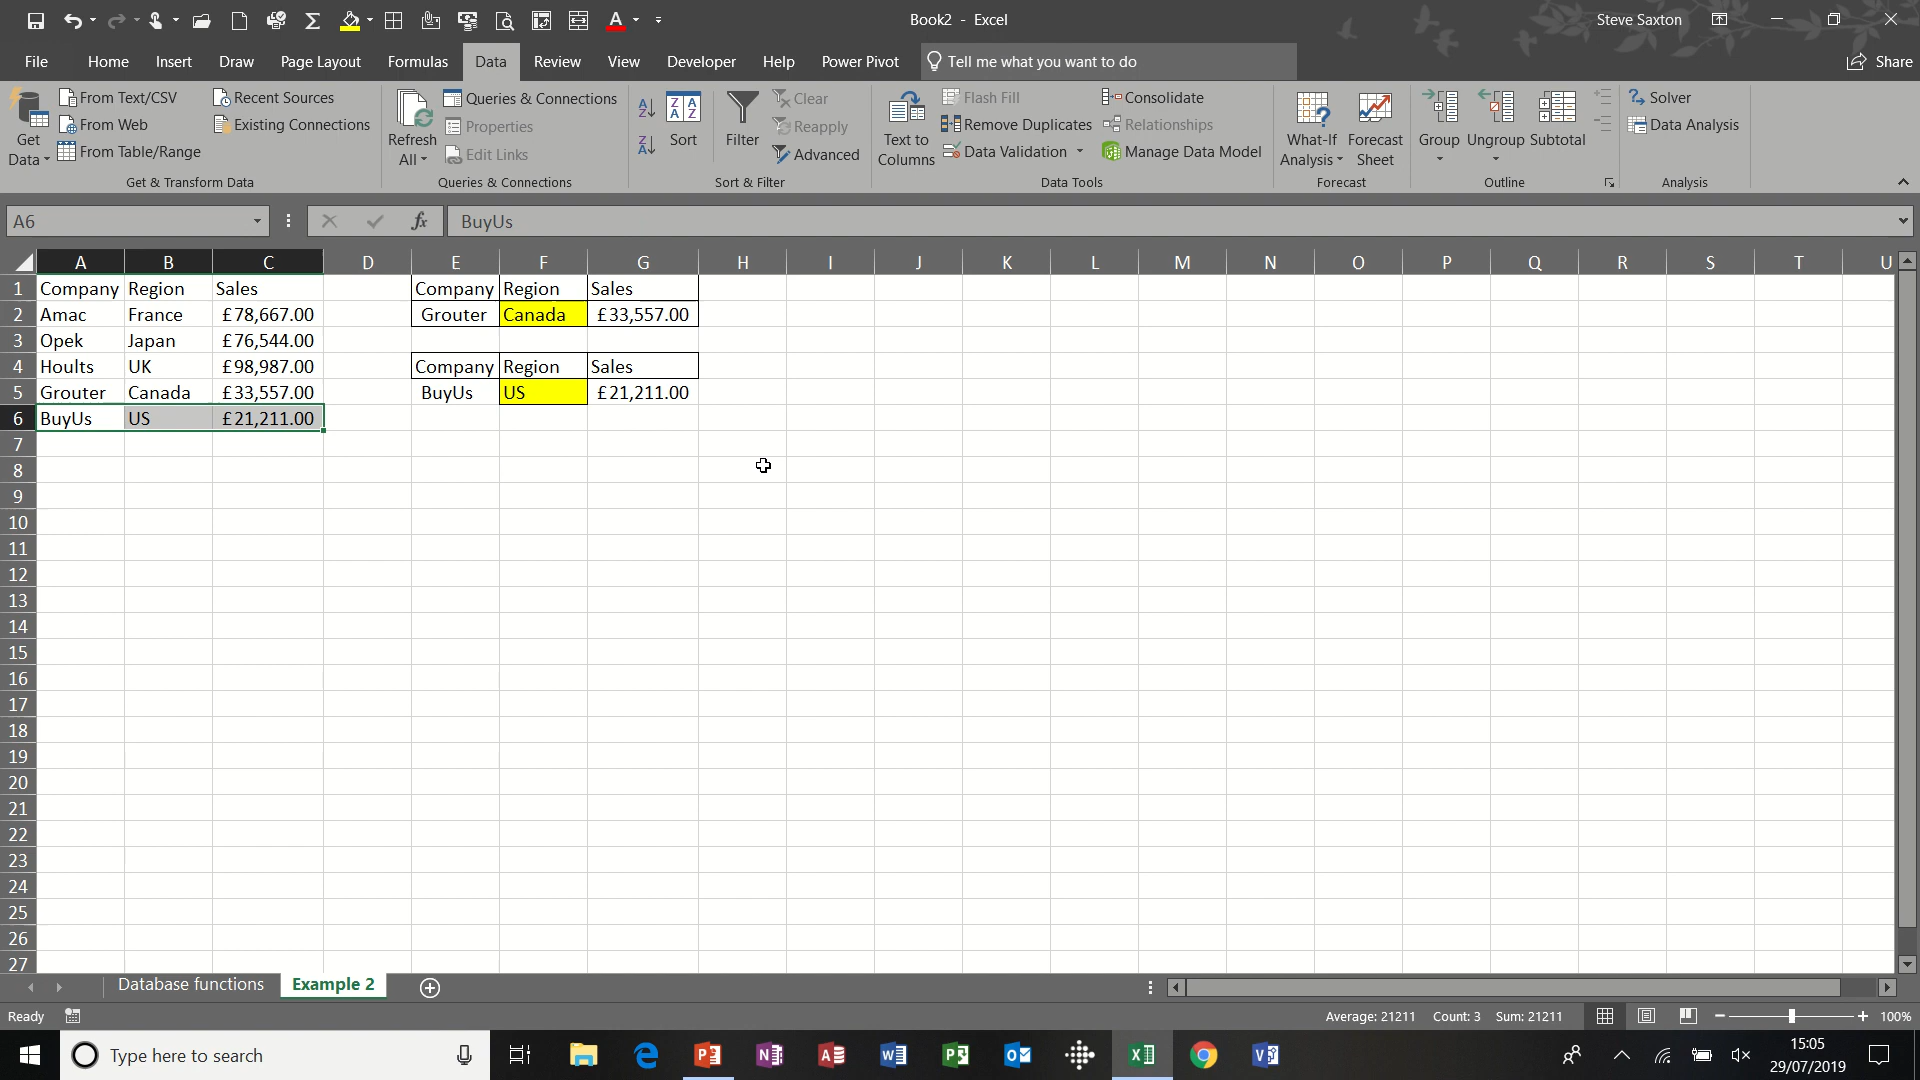 Book2 - Excel
Steve Saxton
File Home Insert Draw Page Layout Formulas Data Review View Developer Help Power Pivot Tell me what you want to do Share
Get Data
From Text/CSV
From Web
From Table/Range
Recent Sources
Existing Connections
Get & Transform Data
Refresh All
Queries & Connections
Properties
Edit Links
Queries & Connections
Sort
Filter
Clear
Reapply
Advanced
Sort & Filter
Text to Columns
Flash Fill
Remove Duplicates
Data Validation
Consolidate
Relationships
Manage Data Model
Data Tools
What-If Analysis
Forecast Sheet
Forecast
Group
Ungroup
Subtotal
Outline
Solver
Data Analysis
Analysis
A6 fx BuyUs
A B C D E F G H I J K L M N O P Q R S T U
1 Company Region Sales Company Region Sales
2 Amac France £78,667.00 Grouter Canada £33,557.00
3 Opek Japan £76,544.00
4 Hoults UK £98,987.00 Company Region Sales
5 Grouter Canada £33,557.00 BuyUs US £21,211.00
6 BuyUs US £21,211.00
7
8
9
10
11
12
13
14
15
16
17
18
19
20
21
22
23
24
25
26
27
Database functions Example 2
Ready Average: 21211 Count: 3 Sum: 21211 100%
Type here to search
15:05
29/07/2019